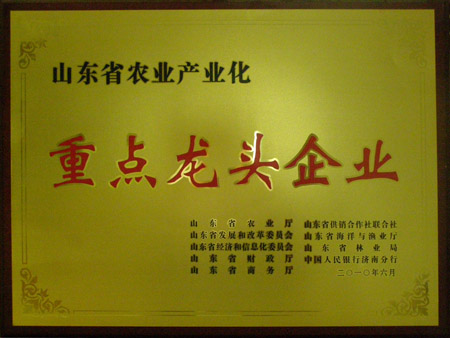 山东省农业产业化
重点龙头企业
山东省农业厅 山东省供销合作社联合社
山东省发展和改革委员会 山东省海洋与渔业厅
山东省经济和信息化委员会 山东省林业局
山东省财政厅 中国人民银行济南分行
山东省商务厅 二〇一〇年六月